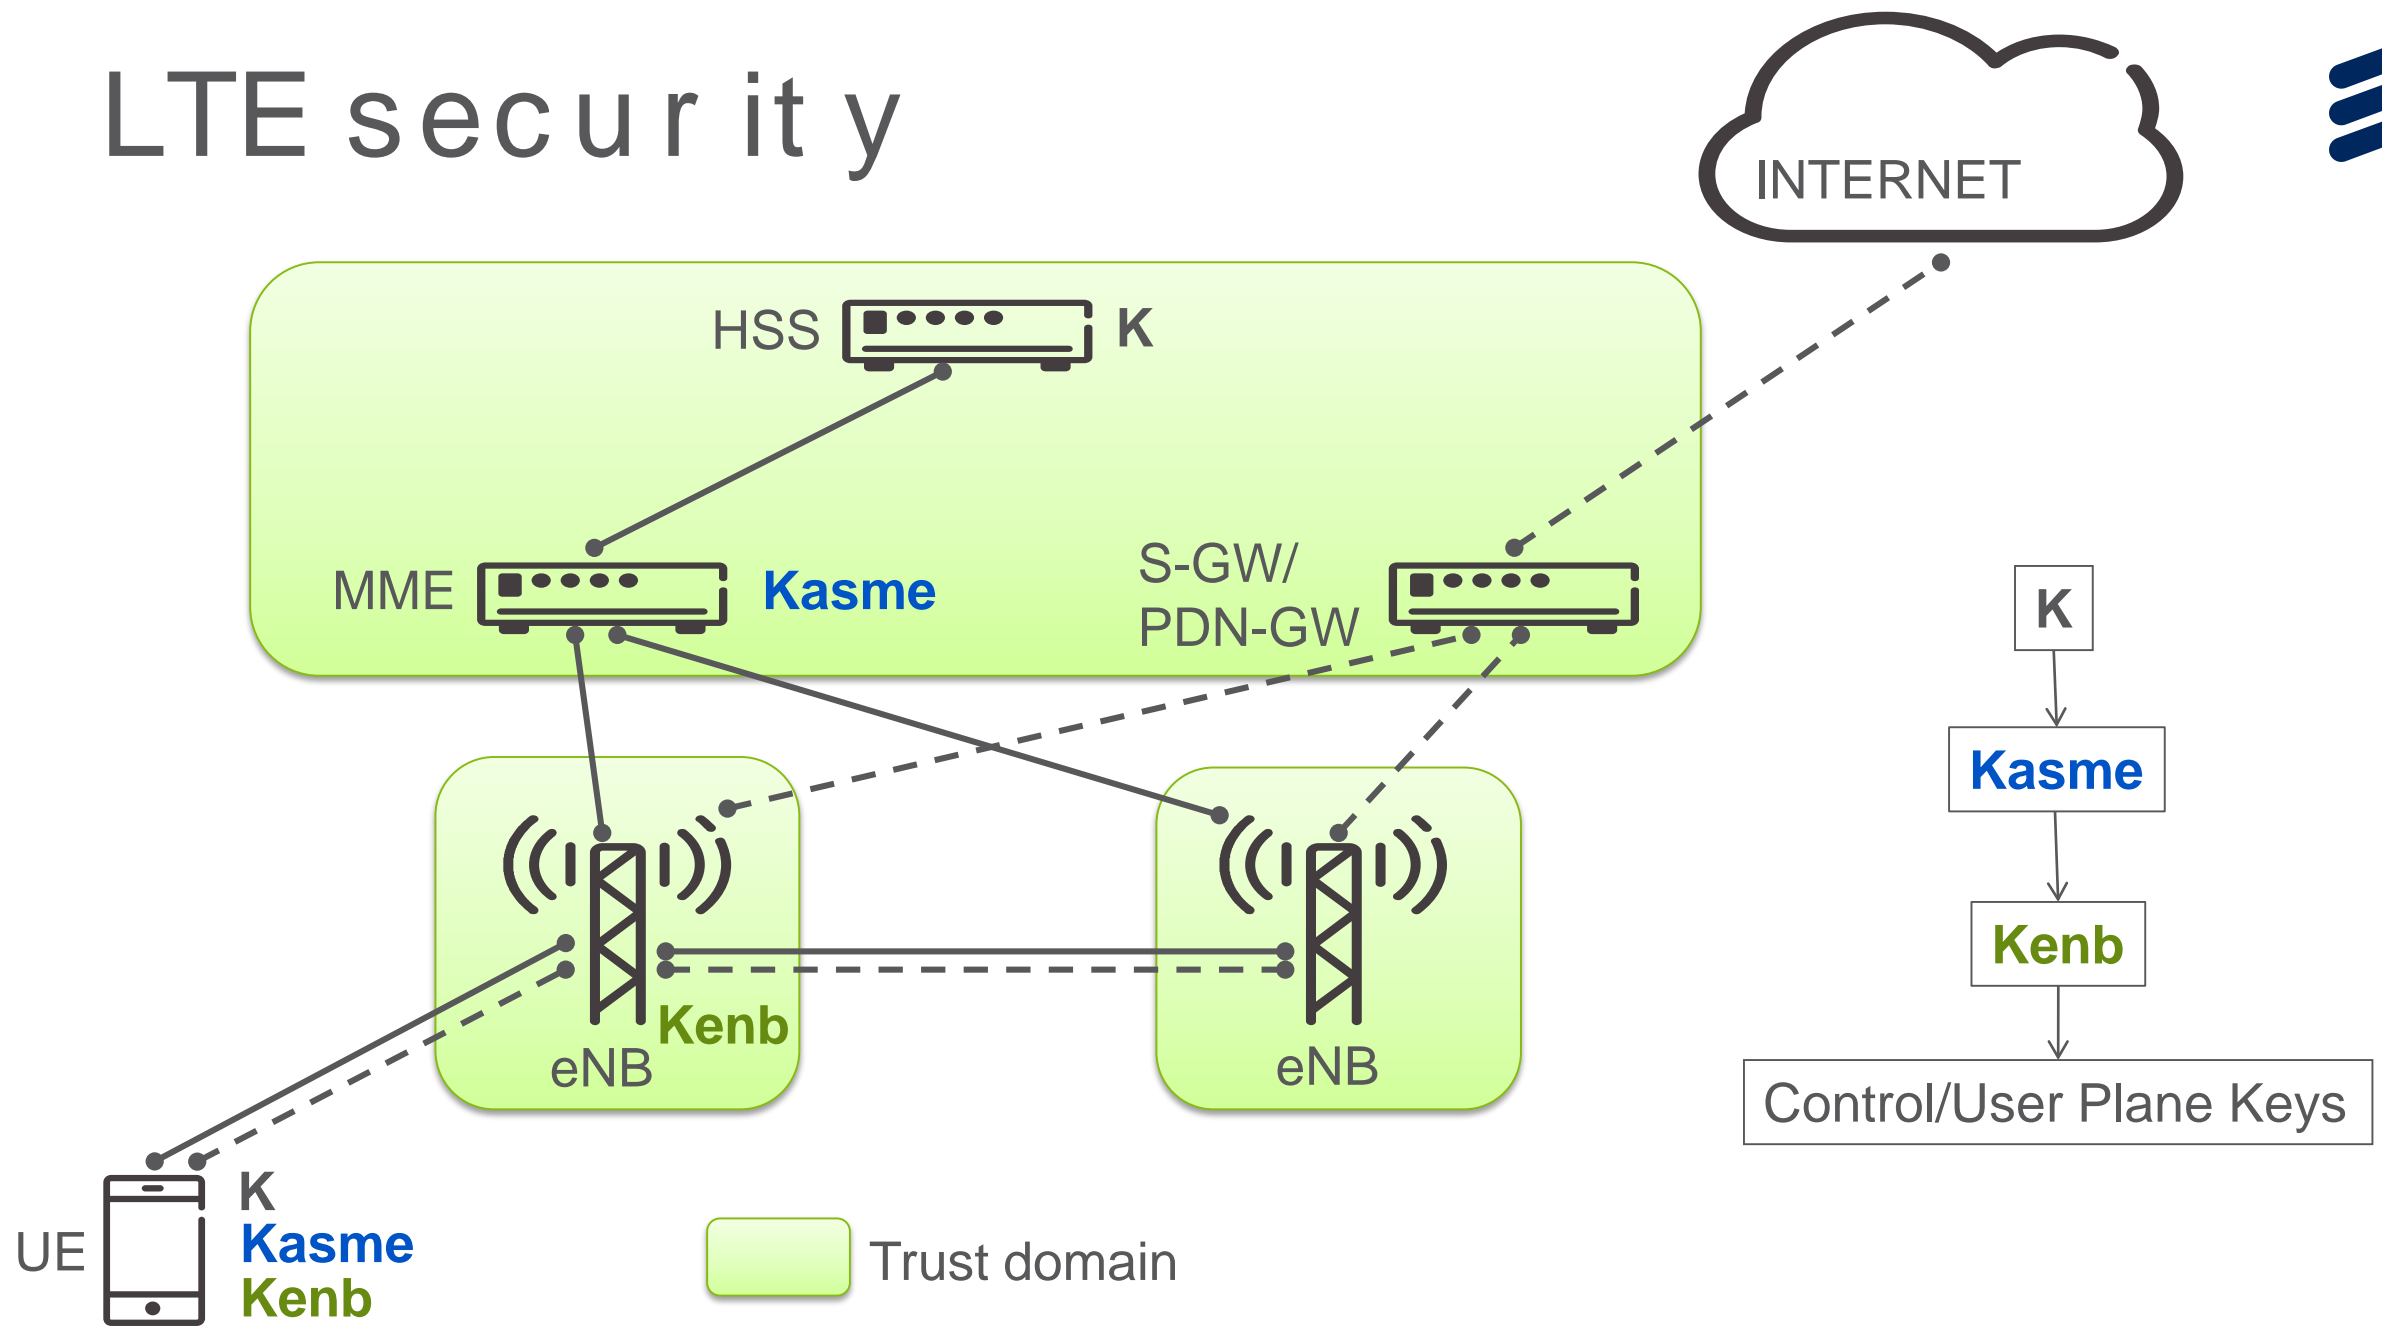 LTE security
INTERNET
HSS
K
MME
Kasme
S-GW/
PDN-GW
K
Kasme
Kenb
Control/User Plane Keys
Kenb
eNB
eNB
UE
K
Kasme
Kenb
Trust domain